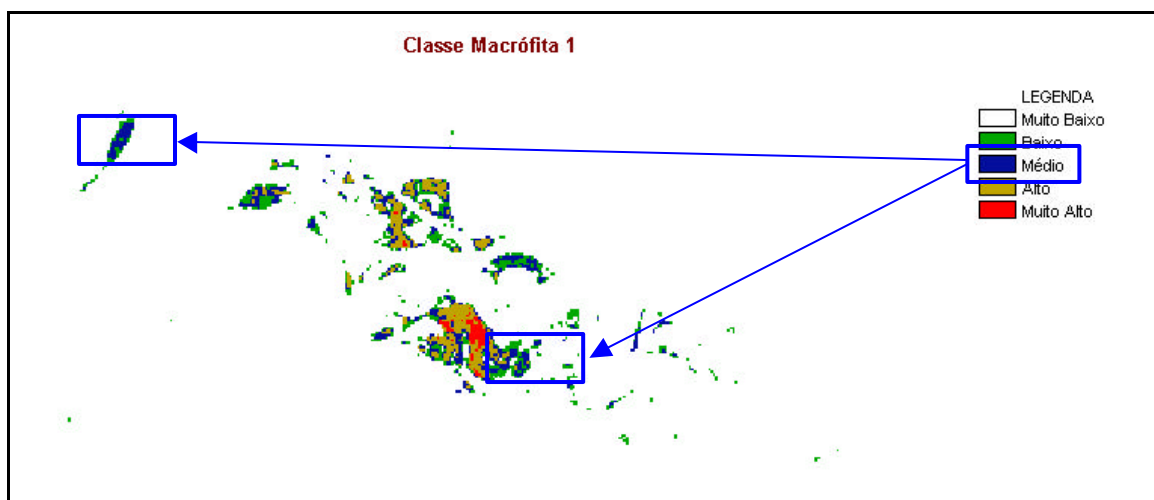 Classe Macrófita 1
LEGENDA
Muito Baixo
Baixo
Médio
Alto
Muito Alto